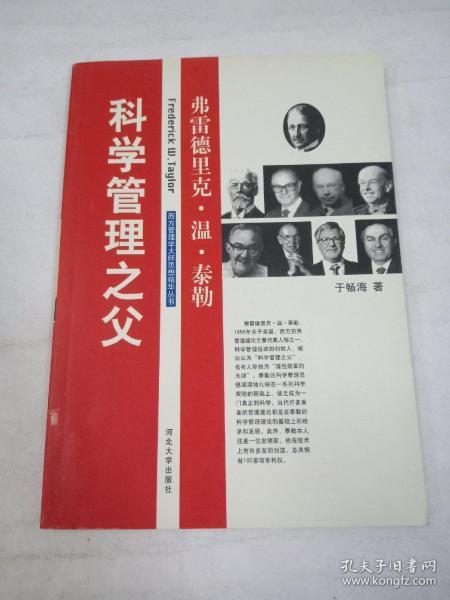 科学管理之父
Frederick W.Taylor
西方管理学大师思想精华丛书
河北大学出版社
弗雷德里克·温·泰勒
于畅海 著
弗雷德里克·温·泰勒，
1856年生于美国，西方古典
管理理论主要代表人物之一，
科学管理运动的创始人，被
公认为“科学管理之父”，
也有人称他为“理性效率的
大师”。泰勒的科学管理思
想深深地扎根在一系列科学
实验的基础上，使之成为一
门真正的科学，当代许多重
要的管理理论都是在泰勒的
科学管理理论的基础上的继
承和发展。此外，泰勒本人
还是一位发明家，他在技术
上有许多发明创造，总共拥
有100多项专利权。
孔夫子旧书网
www.kongfz.com